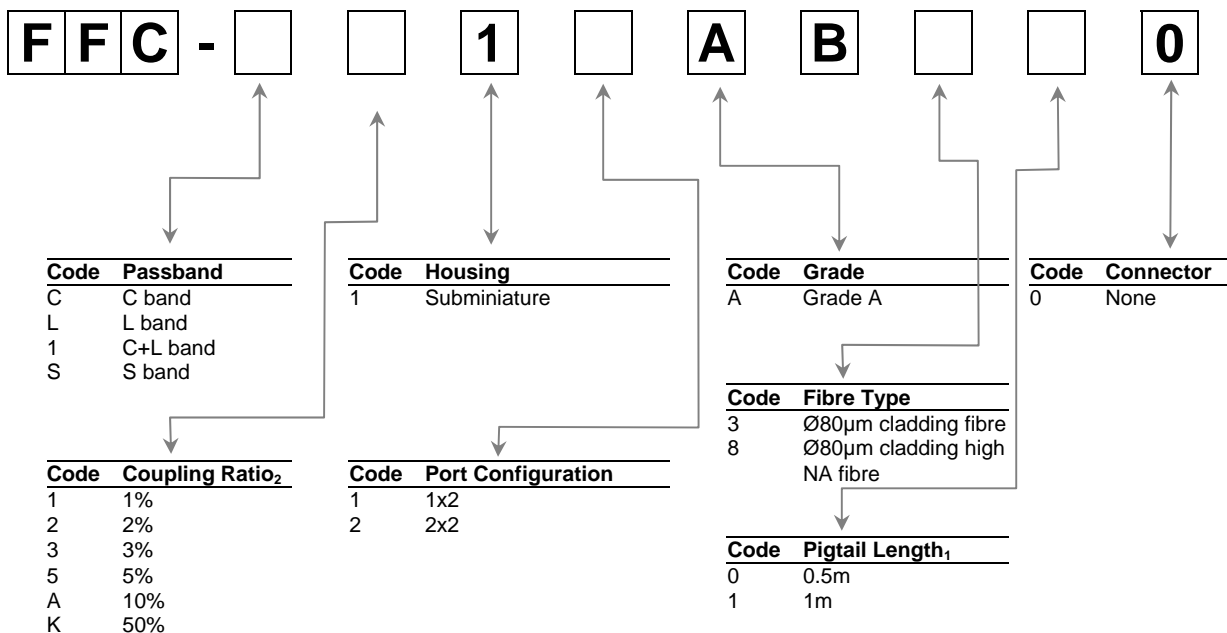 FFC- 1 A B 0
Code Passband
C C band
L L band
1 C+L band
S S band
Code Housing
1 Subminiature
Code Grade
A Grade A
Code Connector
0 None
Code Fibre Type
3 Ø80µm cladding fibre
8 Ø80µm cladding high
NA fibre
Code Coupling Ratio₂
1 1%
2 2%
3 3%
5 5%
A 10%
K 50%
Code Port Configuration
1 1x2
2 2x2
Code Pigtail Length₁
0 0.5m
1 1m